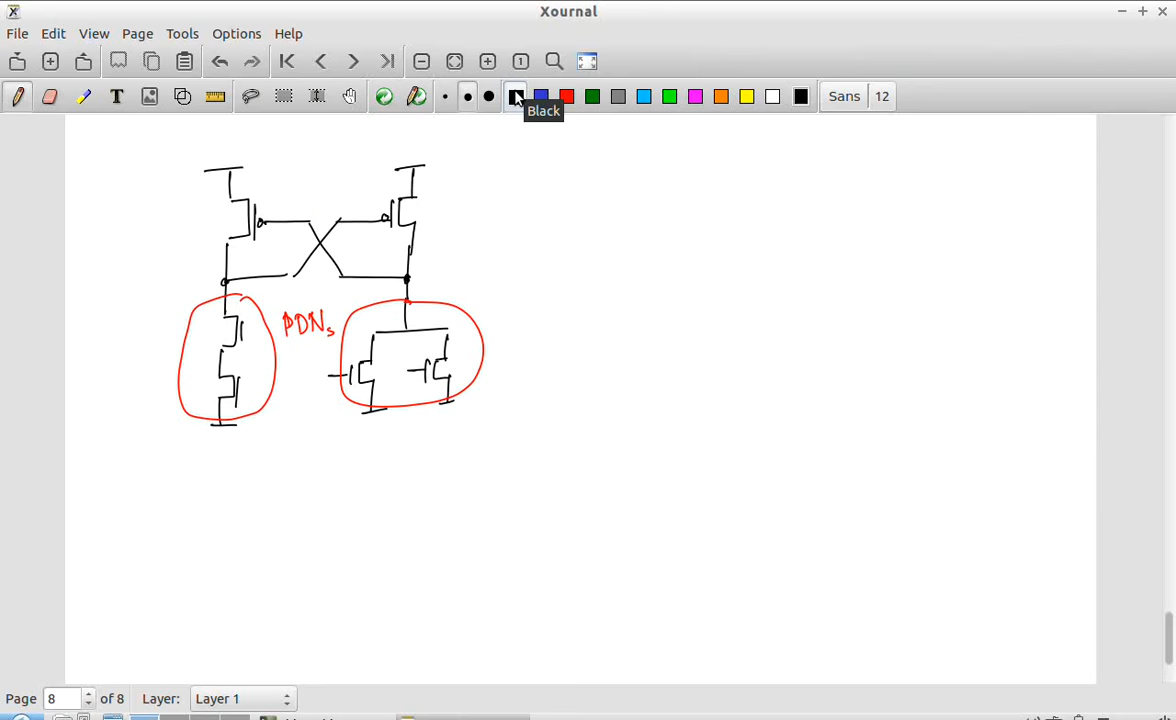 Xournal
File Edit View Page Tools Options Help
Sans 12
Black
PDNs
Page 8 of 8 Layer: Layer 1